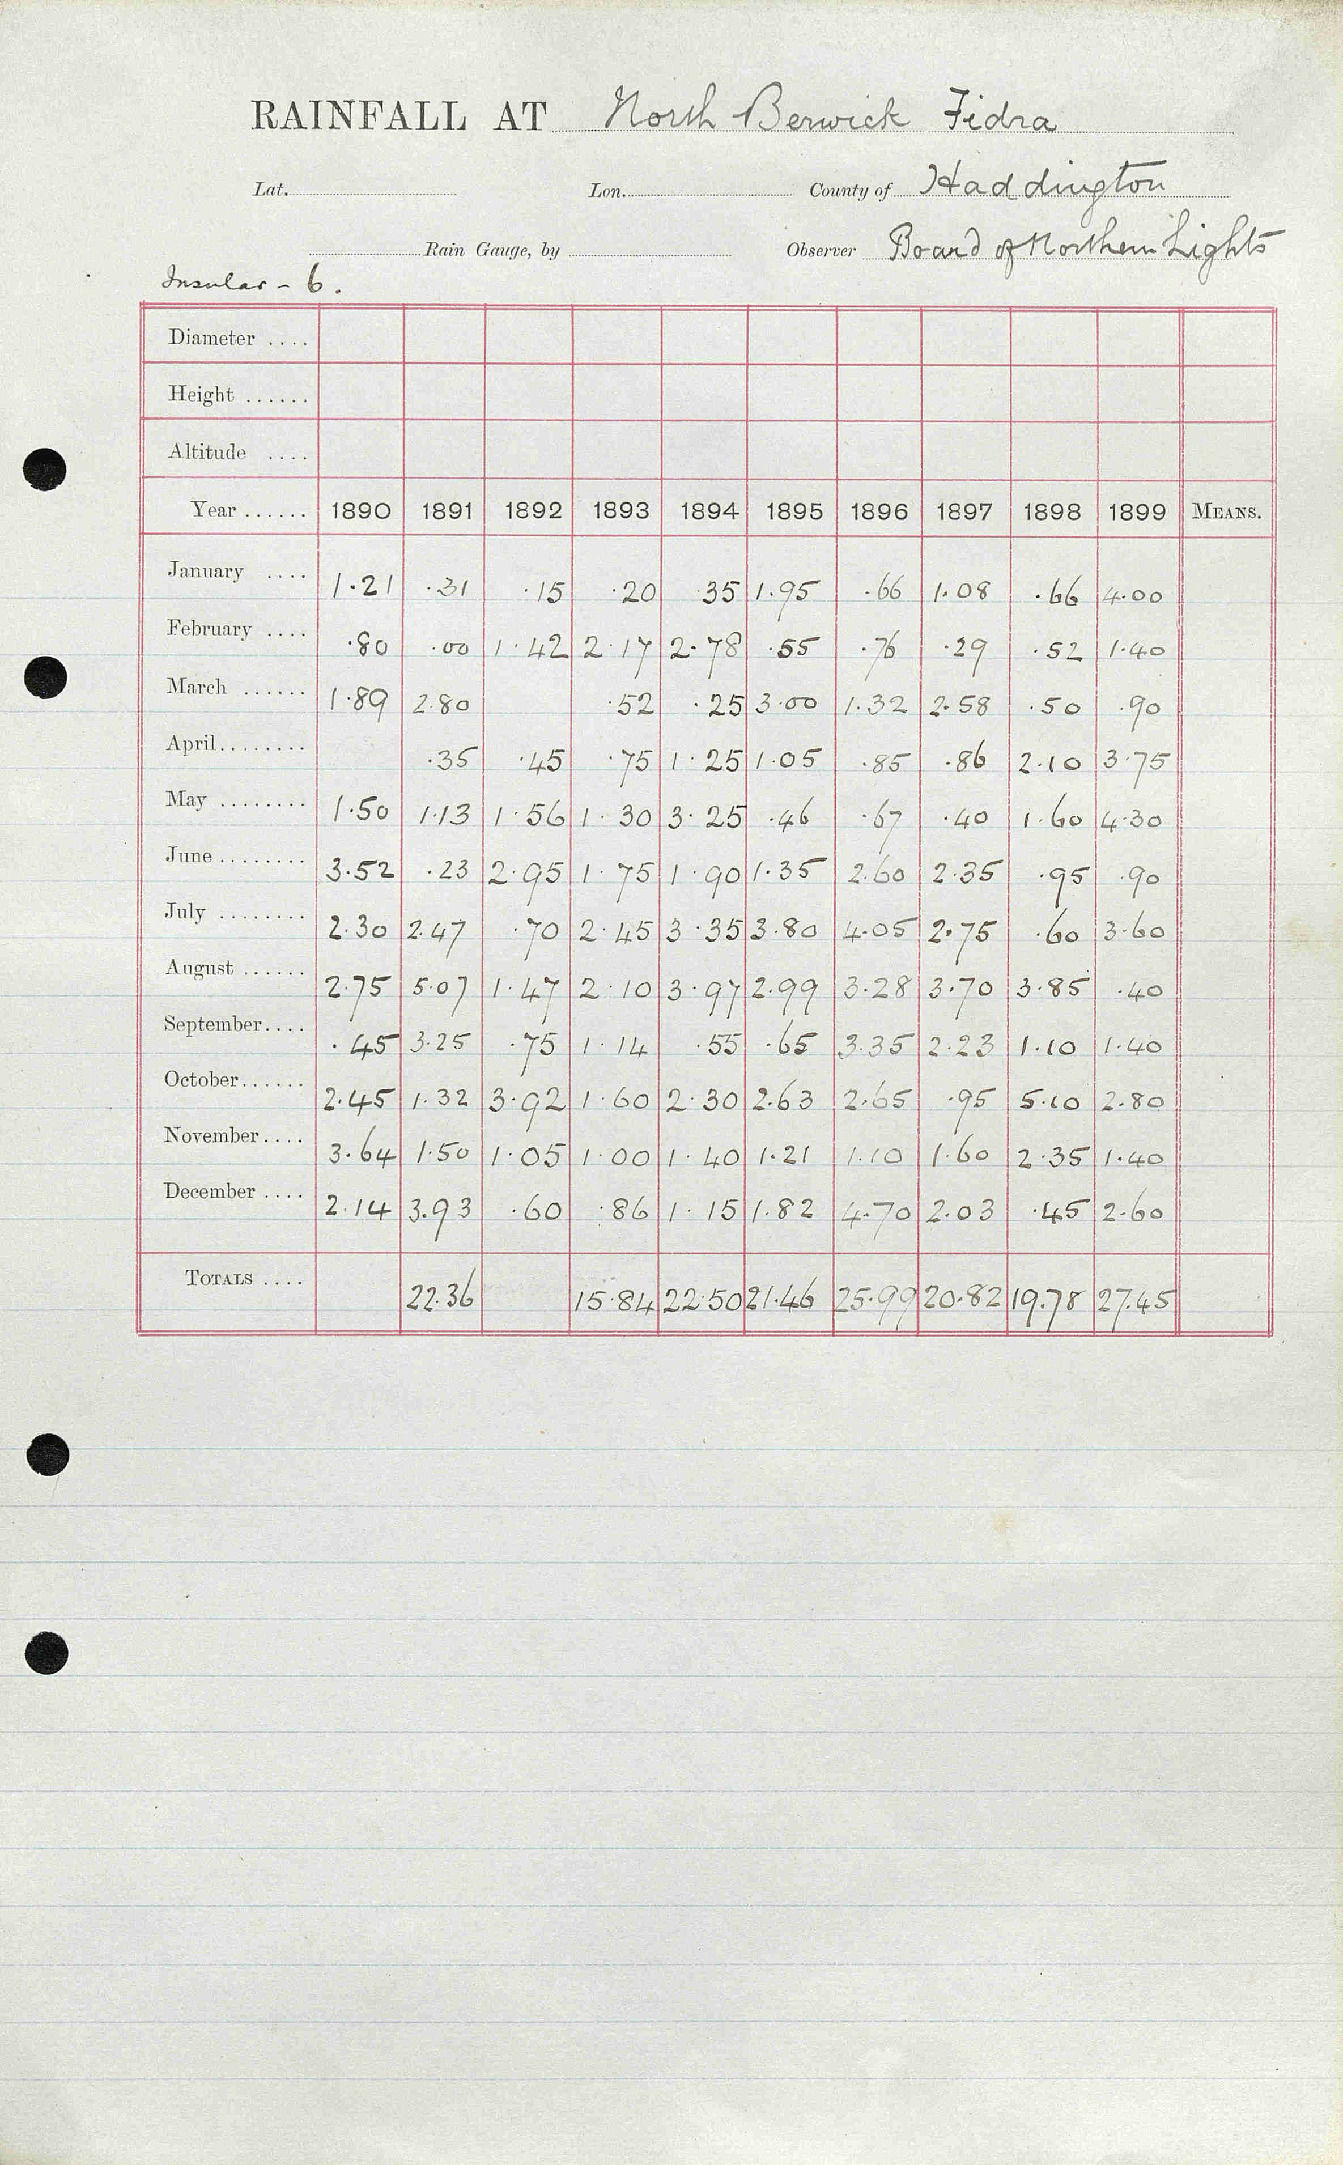 RAINFALL AT North Berwick Fidra
Lat. Lon. County of Haddington
Rain Gauge, by Observer Board of Northern Lights
Insular - 6.
Diameter ....
Height ......
Altitude ....
Year ...... 1890 1891 1892 1893 1894 1895 1896 1897 1898 1899 MEANS.
January .... 1.21 .31 .15 .20 .35 1.95 .66 1.08 .66 4.00
February .... .80 .00 1.42 2.17 2.78 .55 .76 .29 .52 1.40
March ...... 1.89 2.80 .52 .25 3.00 1.32 2.58 .50 .90
April........ .35 .45 .75 1.25 1.05 .85 .86 2.10 3.75
May ........ 1.50 1.13 1.56 1.30 3.25 .46 .67 .40 1.60 4.30
June ........ 3.52 .23 2.95 1.75 1.90 1.35 2.60 2.35 .95 .90
July ........ 2.30 2.47 .70 2.45 3.35 3.80 4.05 2.75 .60 3.60
August ...... 2.75 5.07 1.47 2.10 3.97 2.99 3.28 3.70 3.85 .40
September.... .45 3.25 .75 1.14 .55 .65 3.35 2.23 1.10 1.40
October...... 2.45 1.32 3.92 1.60 2.30 2.63 2.65 .95 5.10 2.80
November.... 3.64 1.50 1.05 1.00 1.40 1.21 1.10 1.60 2.35 1.40
December .... 2.14 3.93 .60 .86 1.15 1.82 4.70 2.03 .45 2.60
TOTALS .... 22.36 15.84 22.50 21.46 25.99 20.82 19.78 27.45